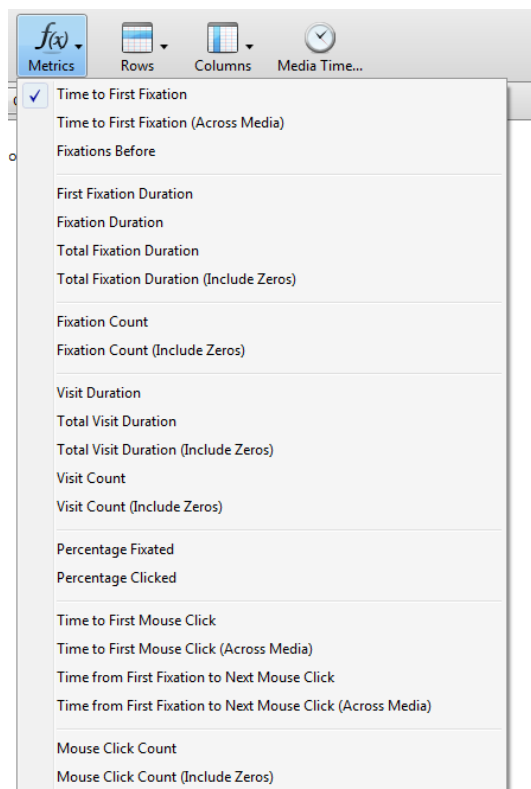 f(x)
Metrics
Rows
Columns
Media Time...
Time to First Fixation
Time to First Fixation (Across Media)
Fixations Before
First Fixation Duration
Fixation Duration
Total Fixation Duration
Total Fixation Duration (Include Zeros)
Fixation Count
Fixation Count (Include Zeros)
Visit Duration
Total Visit Duration
Total Visit Duration (Include Zeros)
Visit Count
Visit Count (Include Zeros)
Percentage Fixated
Percentage Clicked
Time to First Mouse Click
Time to First Mouse Click (Across Media)
Time from First Fixation to Next Mouse Click
Time from First Fixation to Next Mouse Click (Across Media)
Mouse Click Count
Mouse Click Count (Include Zeros)